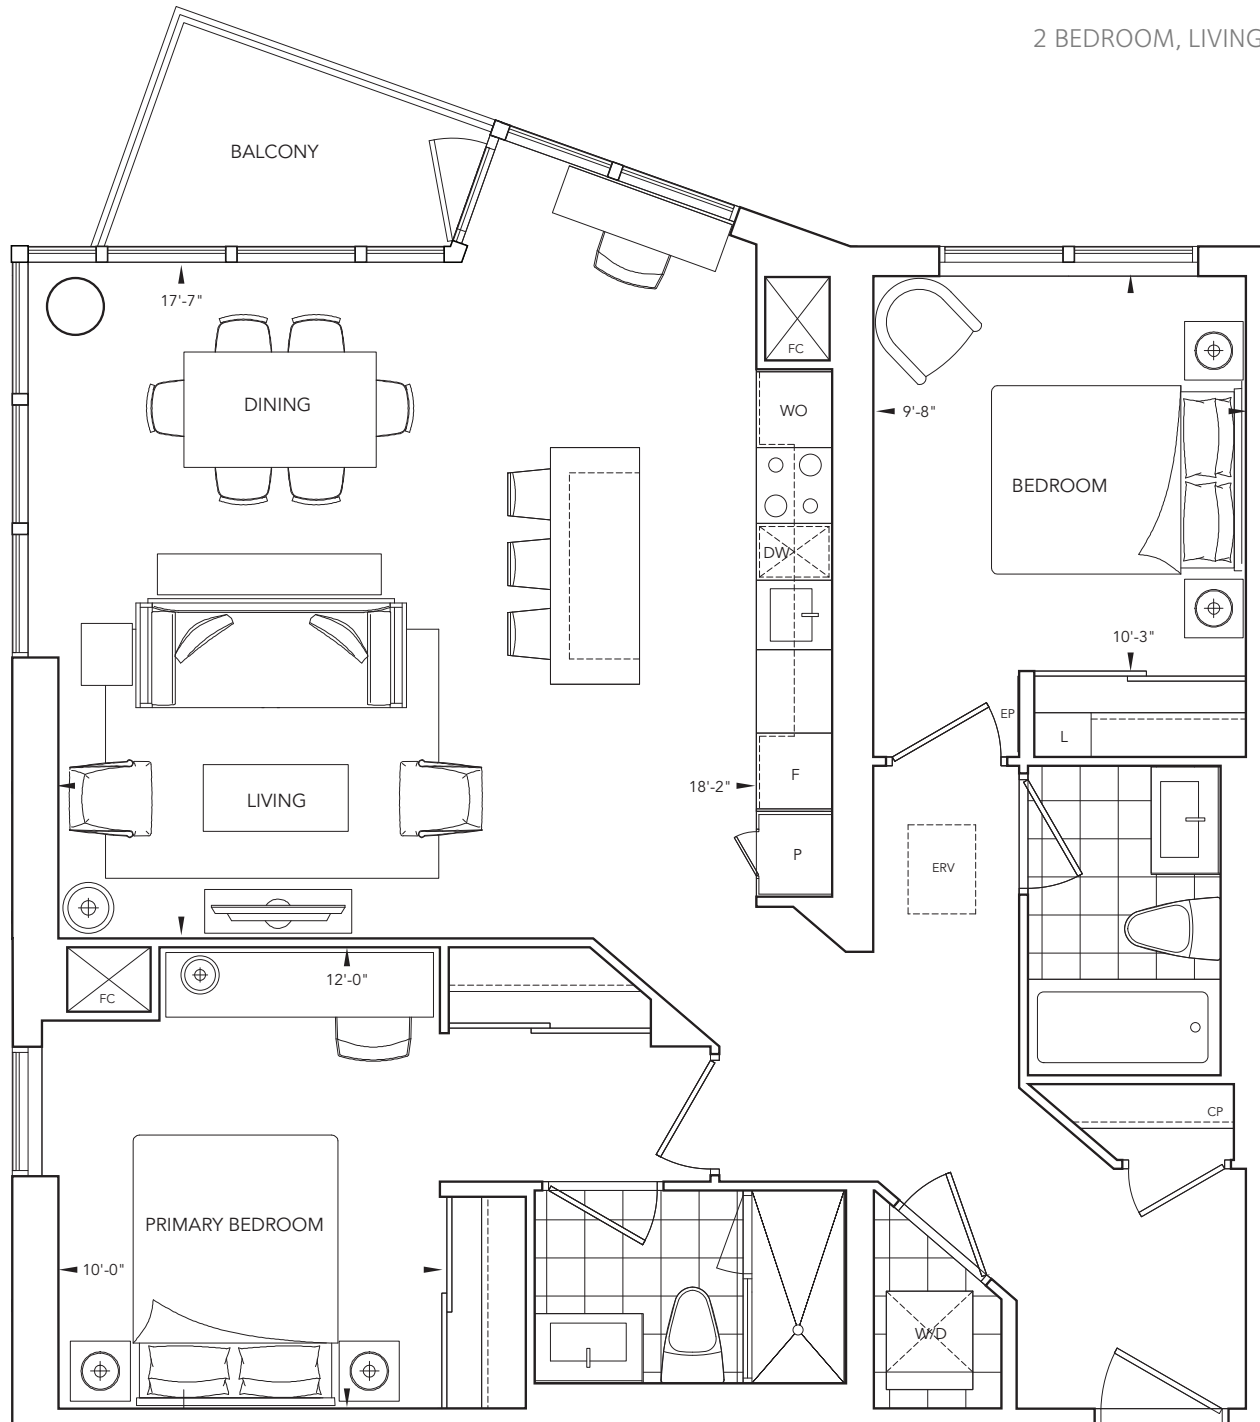 2 BEDROOM, LIVING
BALCONY
17'-7"
FC
DINING
WO
9'-8"
BEDROOM
DW
10'-3"
EP
L
LIVING
18'-2"
F
P
ERV
12'-0"
FC
CP
PRIMARY BEDROOM
10'-0"
W/D